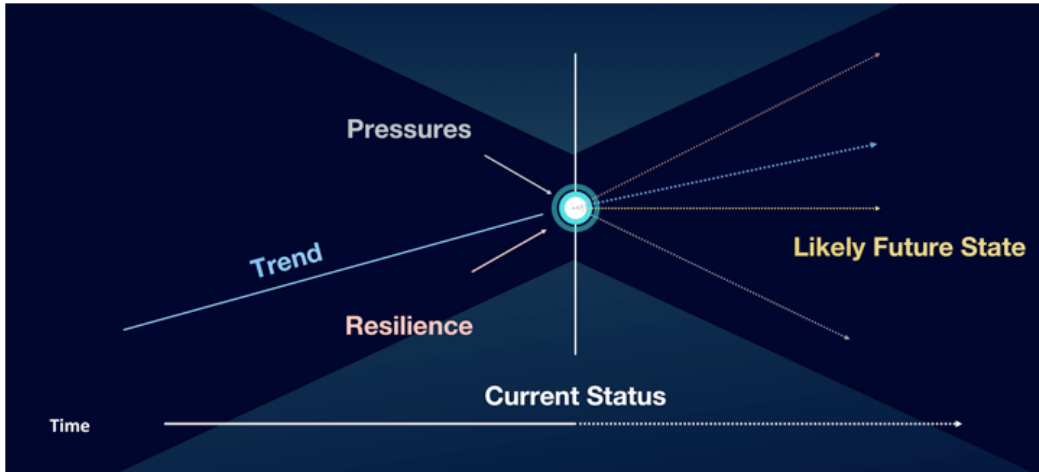 Pressures
Trend
Likely Future State
Resilience
Current Status
Time